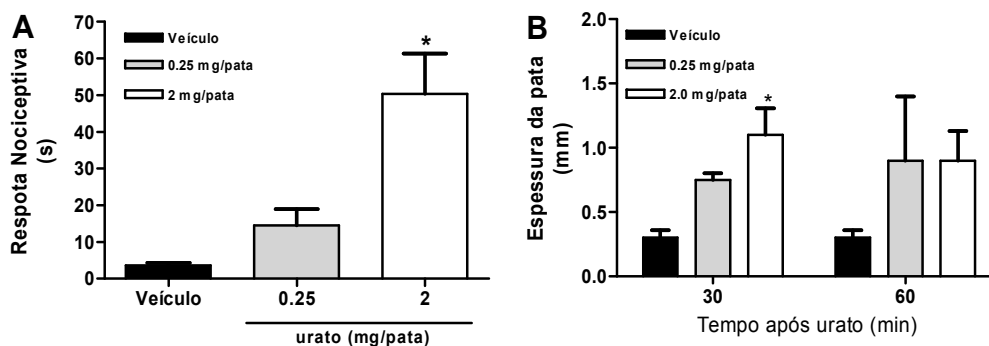 A
Respota Nociceptiva
(s)
70
60
50
40
30
20
10
0
Veículo
0.25 mg/pata
2 mg/pata
*
Veículo
0.25
2
urato (mg/pata)
B
Espessura da pata
(mm)
2.0
1.5
1.0
0.5
0.0
Veículo
0.25 mg/pata
2.0 mg/pata
*
30
60
Tempo após urato (min)